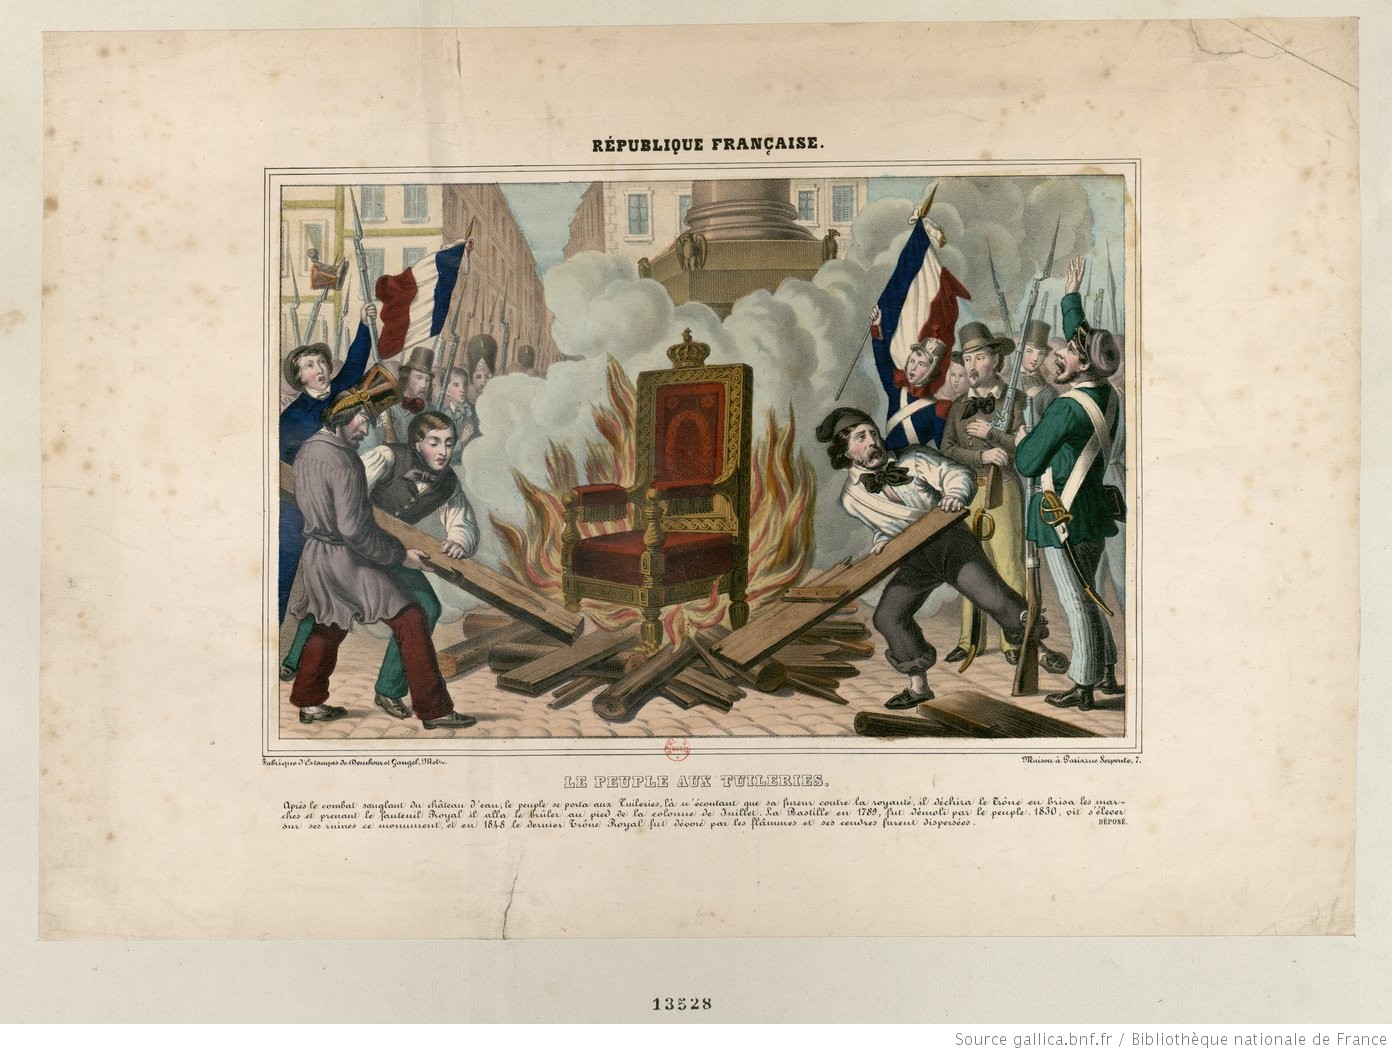 RÉPUBLIQUE FRANÇAISE.
Fabrique d'Estampes de Dembour et Gangel, Metz.
Maison à Paris, rue Serpente, 7.
LE PEUPLE AUX TUILERIES.
Après le combat sanglant du château d'eau, le peuple se porta aux Tuileries, là n'écoutant que sa fureur contre la royauté, il déchira le Trône en brisa les mar-
ches et prenant le fauteuil Royal il alla le brûler au pied de la colonne de Juillet. La Bastille en 1789, fut démoli par le peuple. 1830, vit s'élever
sur ses ruines ce monument, et en 1848 le dernier Trône Royal fut dévoré par les flâmmes et ses cendres furent dispersées.
DÉPOSÉ.
13528
Source gallica.bnf.fr / Bibliothèque nationale de France